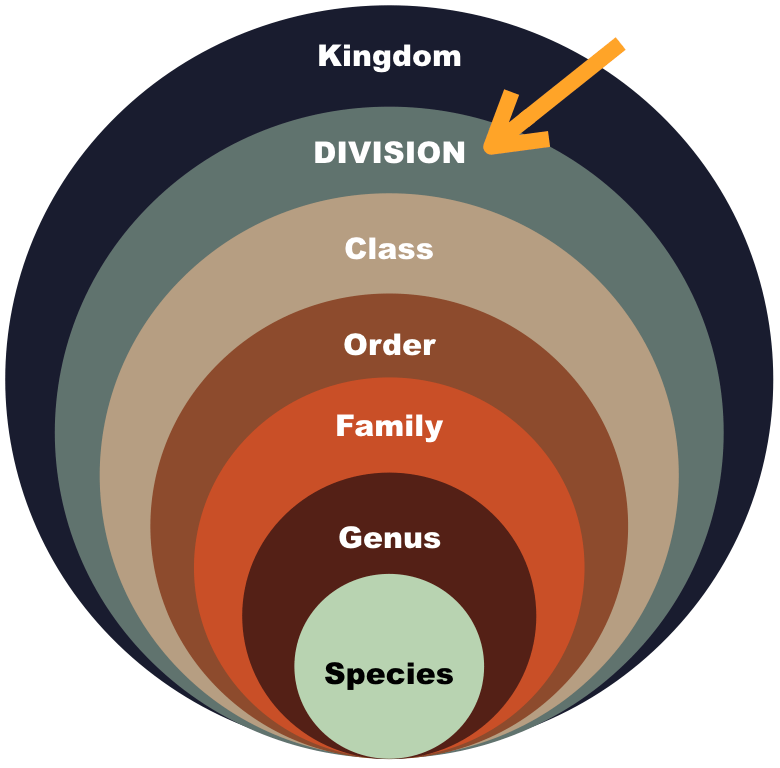 Kingdom
DIVISION
Class
Order
Family
Genus
Species